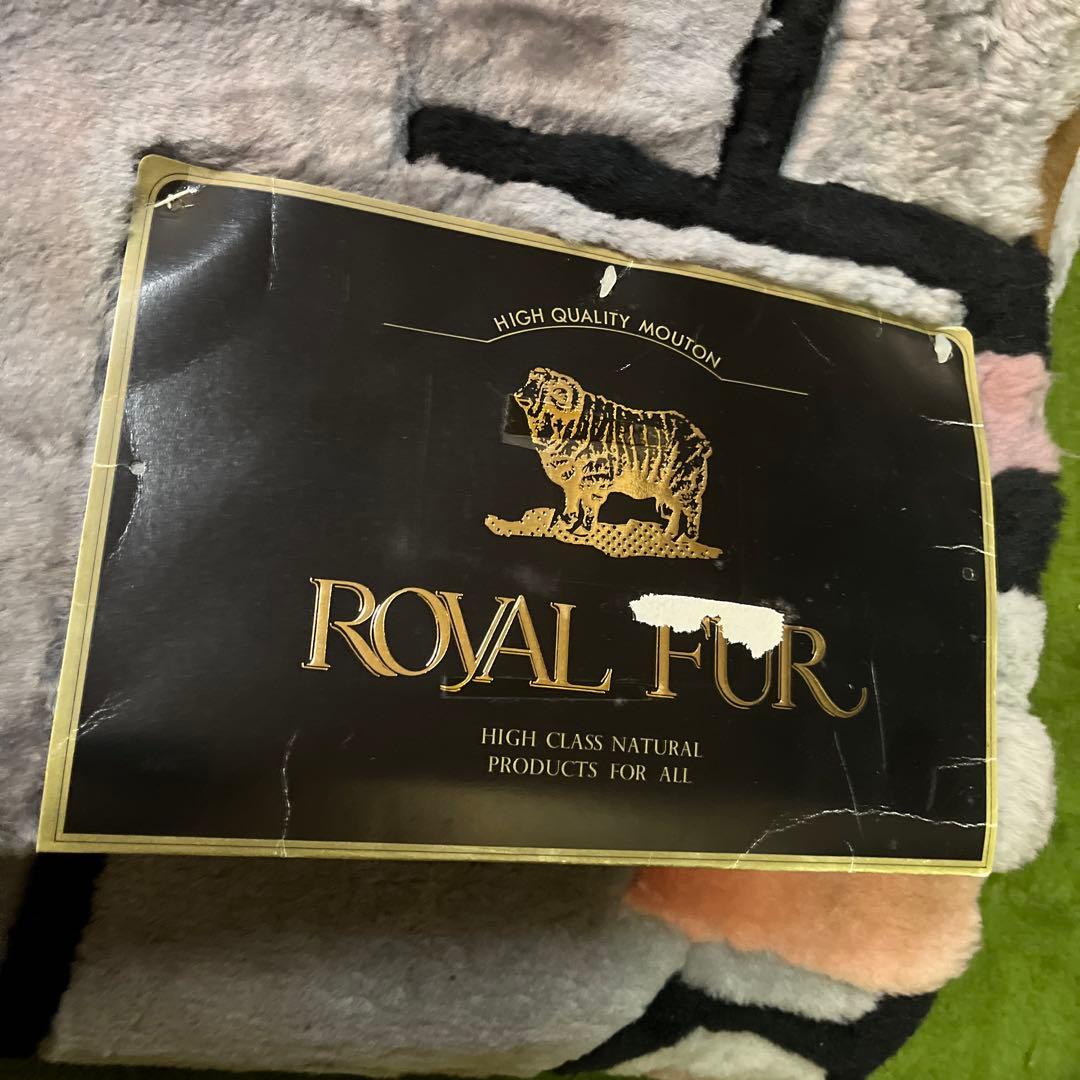 HIGH QUALITY MOUTON
ROYAL FUR
HIGH CLASS NATURAL
PRODUCTS FOR ALL